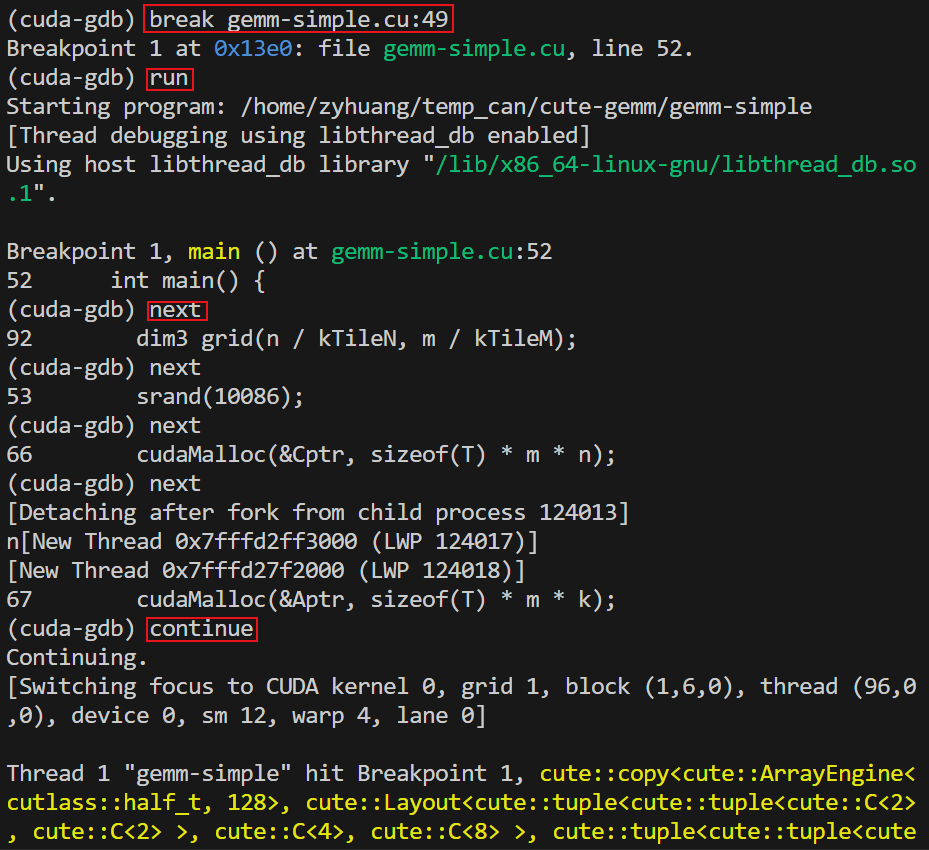 (cuda-gdb) break gemm-simple.cu:49
Breakpoint 1 at 0x13e0: file gemm-simple.cu, line 52.
(cuda-gdb) run
Starting program: /home/zyhuang/temp_can/cute-gemm/gemm-simple
[Thread debugging using libthread_db enabled]
Using host libthread_db library "/lib/x86_64-linux-gnu/libthread_db.so
.1".
Breakpoint 1, main () at gemm-simple.cu:52
52      int main() {
(cuda-gdb) next
92        dim3 grid(n / kTileN, m / kTileM);
(cuda-gdb) next
53        srand(10086);
(cuda-gdb) next
66        cudaMalloc(&Cptr, sizeof(T) * m * n);
(cuda-gdb) next
[Detaching after fork from child process 124013]
n[New Thread 0x7fffd2ff3000 (LWP 124017)]
[New Thread 0x7fffd27f2000 (LWP 124018)]
67        cudaMalloc(&Aptr, sizeof(T) * m * k);
(cuda-gdb) continue
Continuing.
[Switching focus to CUDA kernel 0, grid 1, block (1,6,0), thread (96,0
,0), device 0, sm 12, warp 4, lane 0]
Thread 1 "gemm-simple" hit Breakpoint 1, cute::copy<cute::ArrayEngine<
cutlass::half_t, 128>, cute::Layout<cute::tuple<cute::tuple<cute::C<2>
, cute::C<2> >, cute::C<4>, cute::C<8> >, cute::tuple<cute::tuple<cute